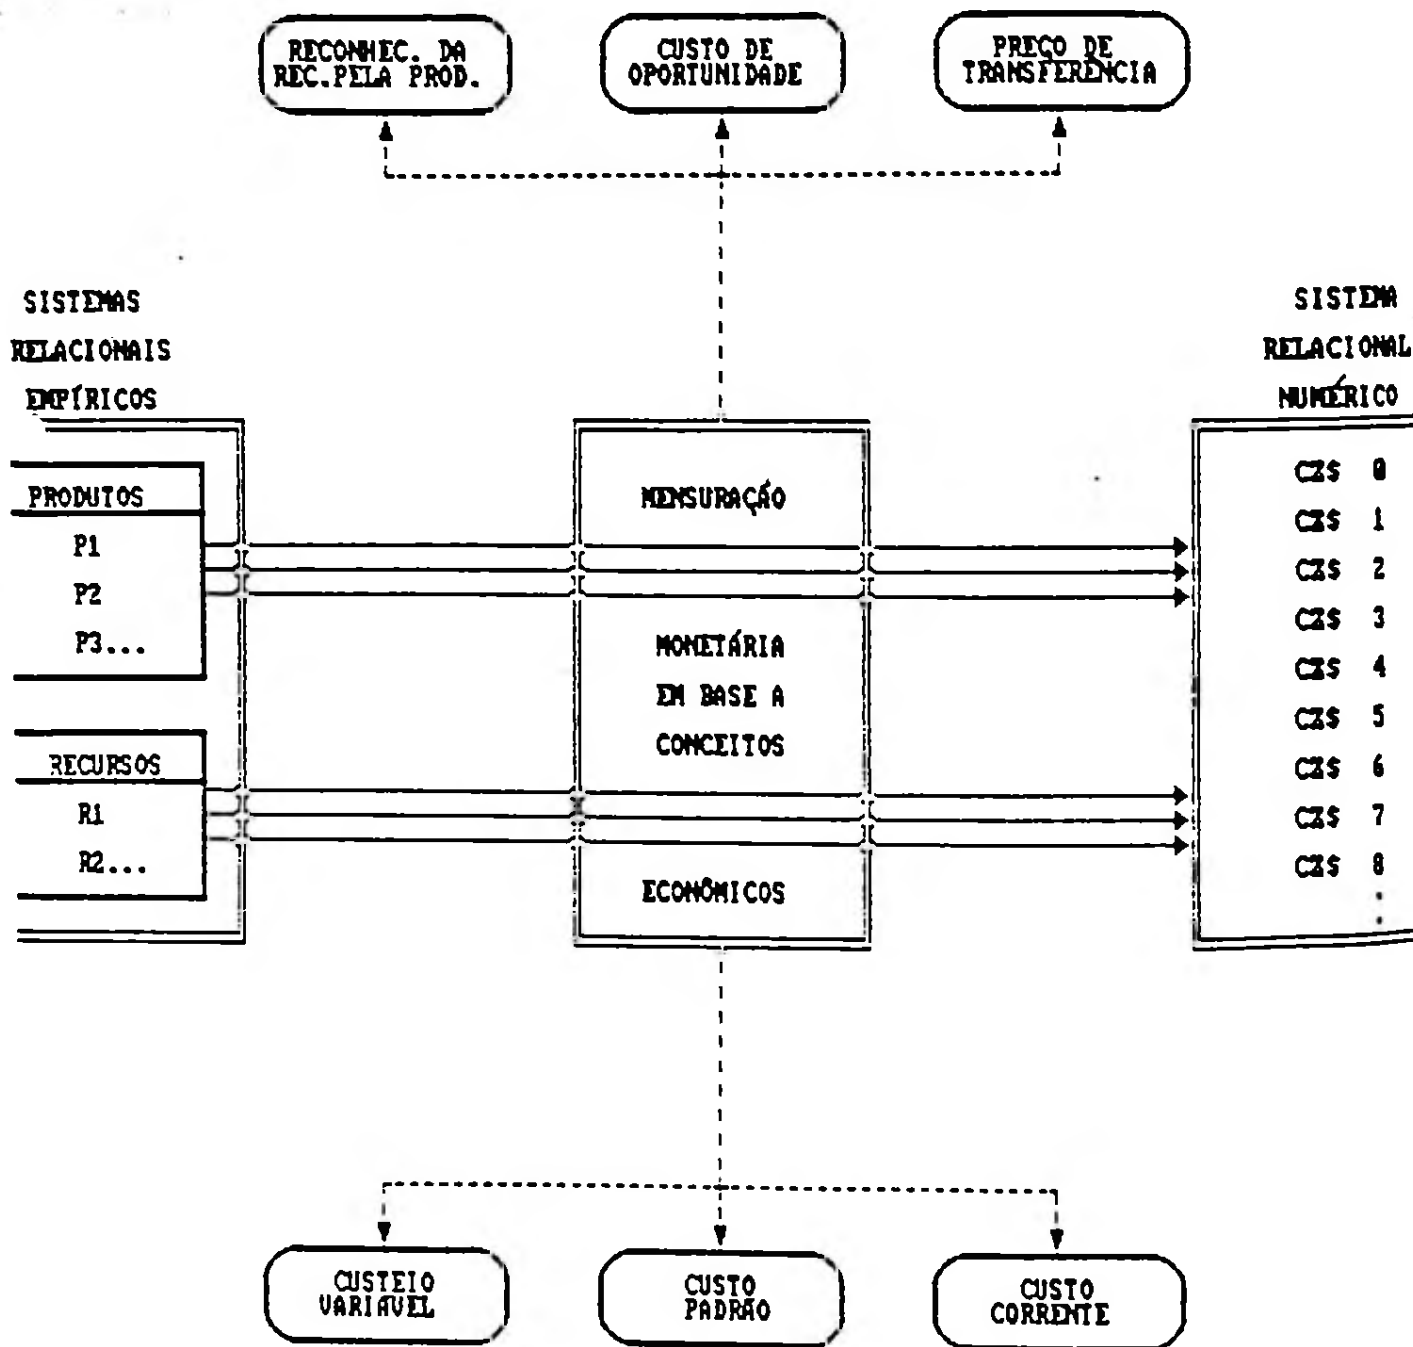 RECONHEC. DA
REC.PELA PROD.
CUSTO DE
OPORTUNIDADE
PREÇO DE
TRANSFERÊNCIA
SISTEMAS
RELACIONAIS
EMPÍRICOS
PRODUTOS
P1
P2
P3...
RECURSOS
R1
R2...
MENSURAÇÃO
MONETÁRIA
EM BASE A
CONCEITOS
ECONÔMICOS
SISTEMA
RELACIONAL
NUMÉRICO
CZ$ 0
CZ$ 1
CZ$ 2
CZ$ 3
CZ$ 4
CZ$ 5
CZ$ 6
CZ$ 7
CZ$ 8
CUSTEIO
VARIÁVEL
CUSTO
PADRÃO
CUSTO
CORRENTE